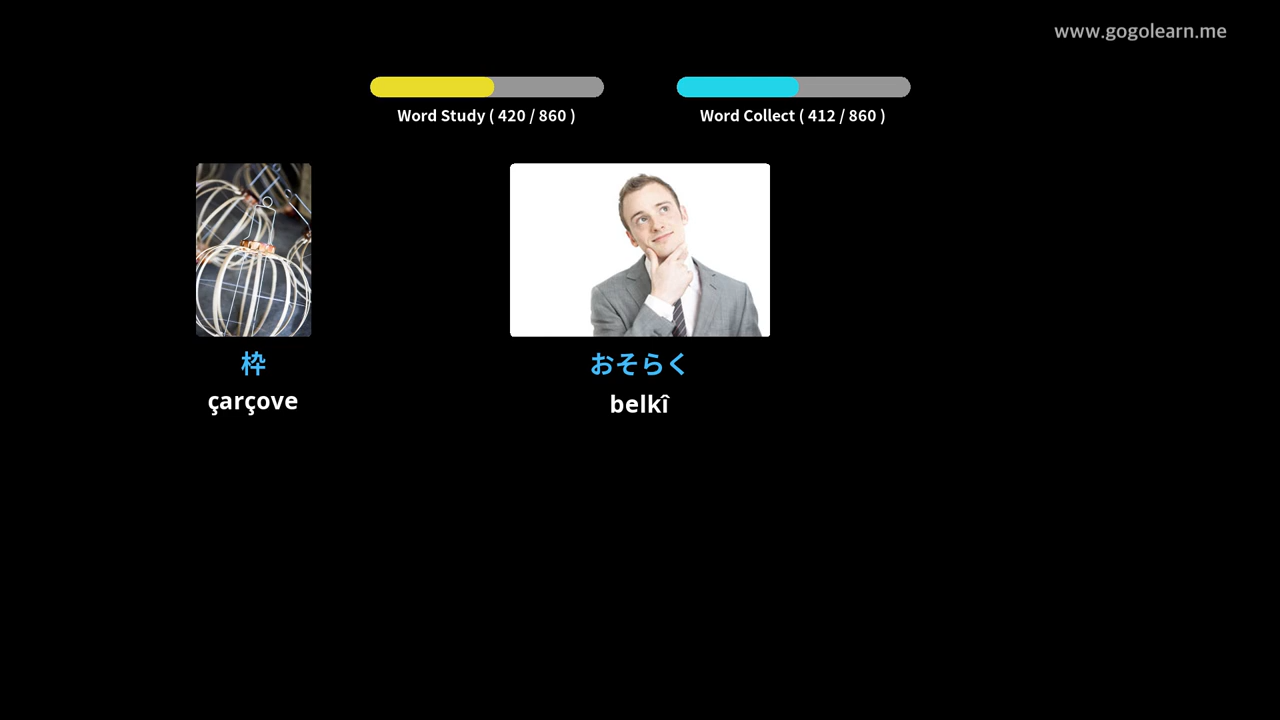 www.gogolearn.me
Word Study ( 420 / 860 )
Word Collect ( 412 / 860 )
枠
çarçove
おそらく
belkî